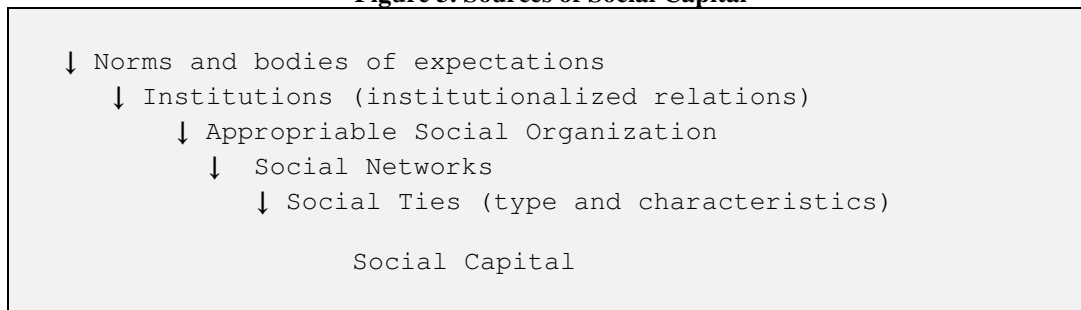 Figure 3. Sources of Social Capital
↓ Norms and bodies of expectations
↓ Institutions (institutionalized relations)
↓ Appropriable Social Organization
↓ Social Networks
↓ Social Ties (type and characteristics)
Social Capital